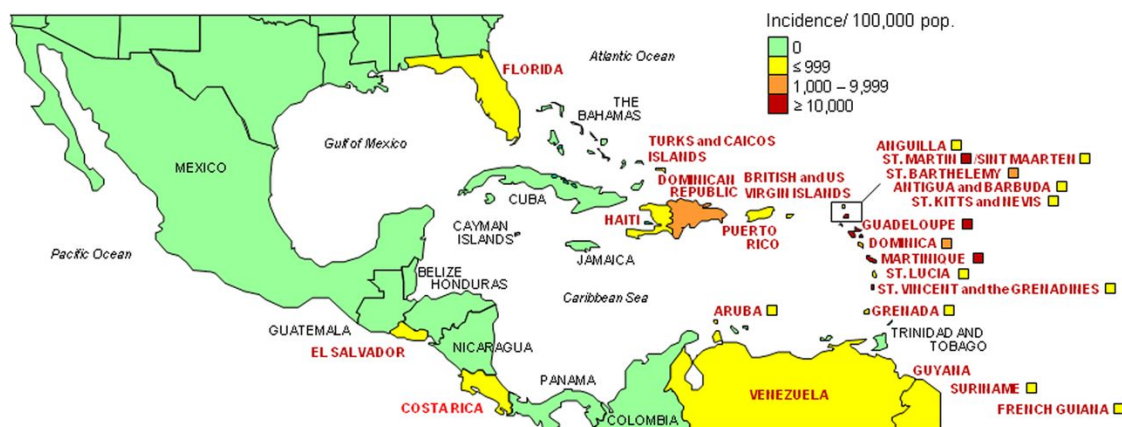 Incidence/ 100,000 pop.
0
≤ 999
1,000 – 9,999
≥ 10,000
Atlantic Ocean
FLORIDA
THE
BAHAMAS
Gulf of Mexico
MEXICO
TURKS and CAICOS
ISLANDS
DOMINICAN
REPUBLIC
BRITISH and US
VIRGIN ISLANDS
ANGUILLA
ST. MARTIN /SINT MAARTEN
ST. BARTHELEMY
ANTIGUA and BARBUDA
ST. KITTS and NEVIS
CUBA
HAITI
PUERTO
RICO
GUADELOUPE
CAYMAN
ISLANDS
JAMAICA
DOMINICA
MARTINIQUE
Pacific Ocean
BELIZE
HONDURAS
ST. LUCIA
ST. VINCENT and the GRENADINES
Caribbean Sea
ARUBA
GRENADA
GUATEMALA
TRINIDAD AND
TOBAGO
EL SALVADOR
NICARAGUA
GUYANA
PANAMA
VENEZUELA
SURINAME
COSTA RICA
COLOMBIA
FRENCH GUIANA